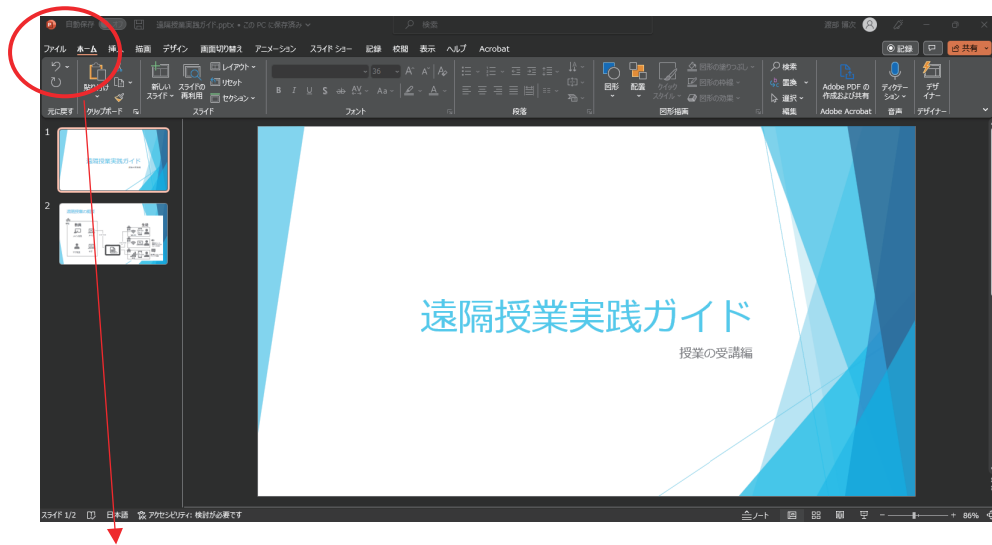 自動保存 遠隔授業実践ガイド.pptx • この PC に保存済み 検索 渡部 颯次
ファイル ホーム 挿入 描画 デザイン 画面切り替え アニメーション スライド ショー 記録 校閲 表示 ヘルプ Acrobat 記録 共有
貼り付け 新しい スライド スライドの 再利用 レイアウト リセット セクション
36 A A A
B I U S ab AV Aa A
図形 配置 クイック スタイル 図形の塗りつぶし 図形の枠線 図形の効果
検索 置換 選択
Adobe PDF の 作成および共有 ディクテー ション デザ イナー
元に戻す クリップボード スライド フォント 段落 図形描画 編集 Adobe Acrobat 音声 デザイナー
1
遠隔授業実践ガイド
2
遠隔授業実践ガイド
授業の受講編
スライド 1/2 日本語 アクセシビリティ: 検討が必要です ノート 86%